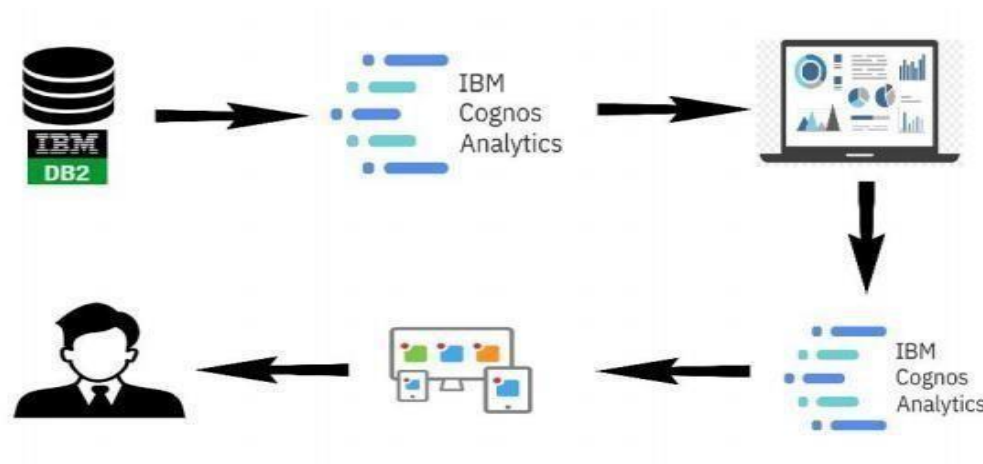 IBM
DB2
IBM
Cognos
Analytics
IBM
Cognos
Analytics